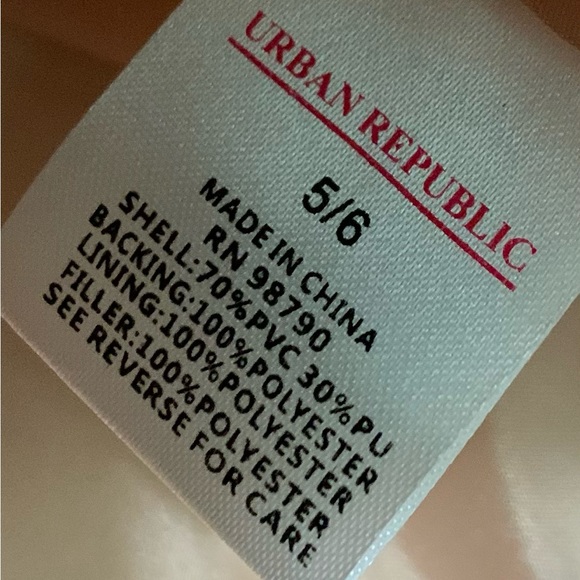 URBAN REPUBLIC
5/6
MADE IN CHINA
RN 98790
SHELL:70%PVC 30%PU
BACKING:100%POLYESTER
LINING:100%POLYESTER
FILLER:100%POLYESTER
SEE REVERSE FOR CARE